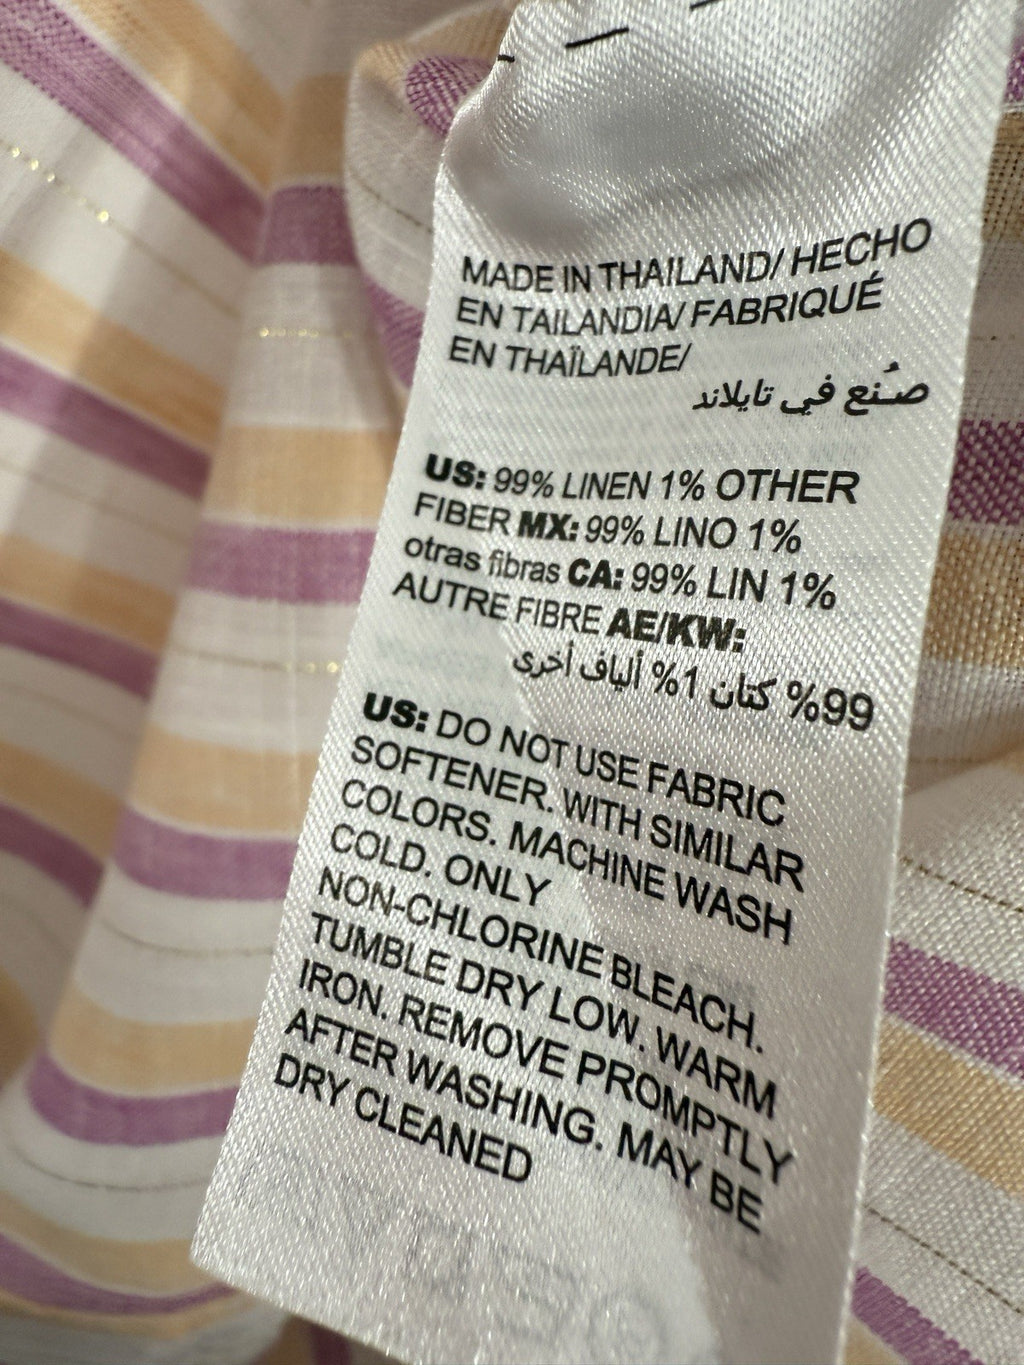 MADE IN THAILAND/ HECHO
EN TAILANDIA/ FABRIQUÉ
EN THAÏLANDE/
صُنع في تايلاند
US: 99% LINEN 1% OTHER
FIBER MX: 99% LINO 1%
otras fibras CA: 99% LIN 1%
AUTRE FIBRE AE/KW:
99% كتان 1% ألياف أخرى
US: DO NOT USE FABRIC
SOFTENER. WITH SIMILAR
COLORS. MACHINE WASH
COLD. ONLY
NON-CHLORINE BLEACH.
TUMBLE DRY LOW. WARM
IRON. REMOVE PROMPTLY
AFTER WASHING. MAY BE
DRY CLEANED